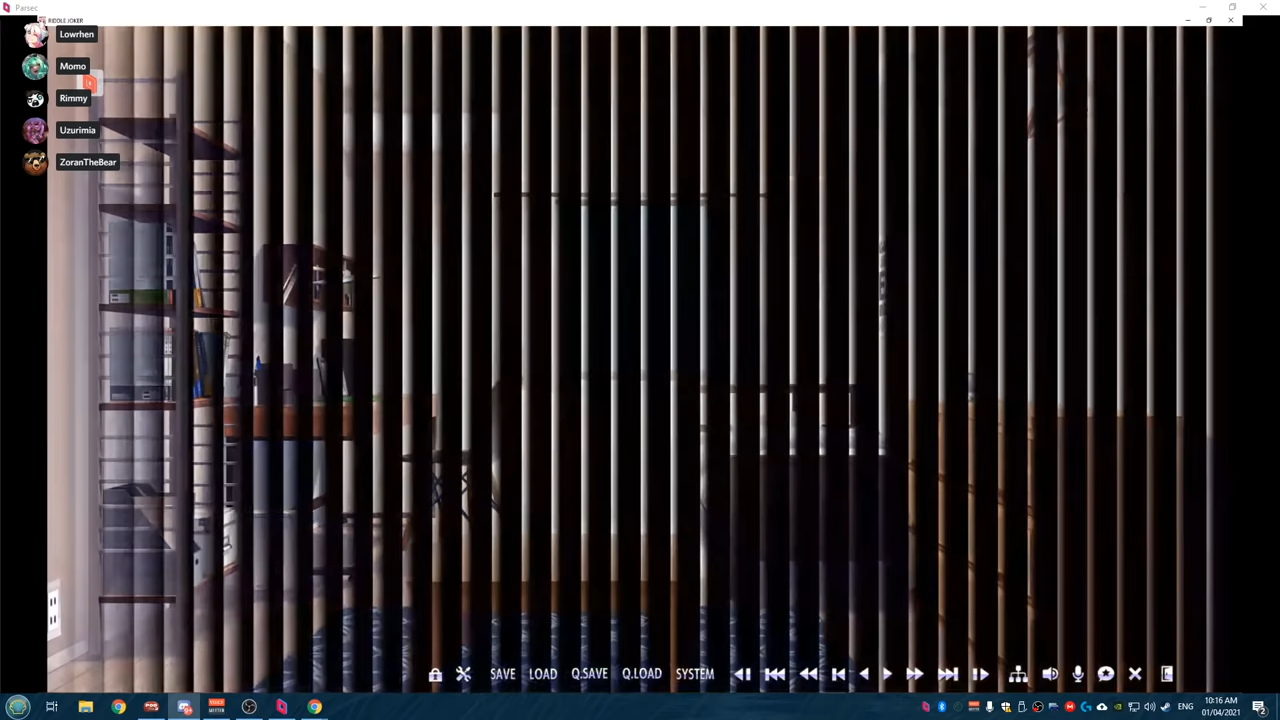 Parsec
RIDDLE JOKER
Lowrhen
Momo
Rimmy
Uzurimia
ZoranTheBear
SAVE LOAD Q.SAVE Q.LOAD SYSTEM
ENG
10:16 AM
01/04/2021
2